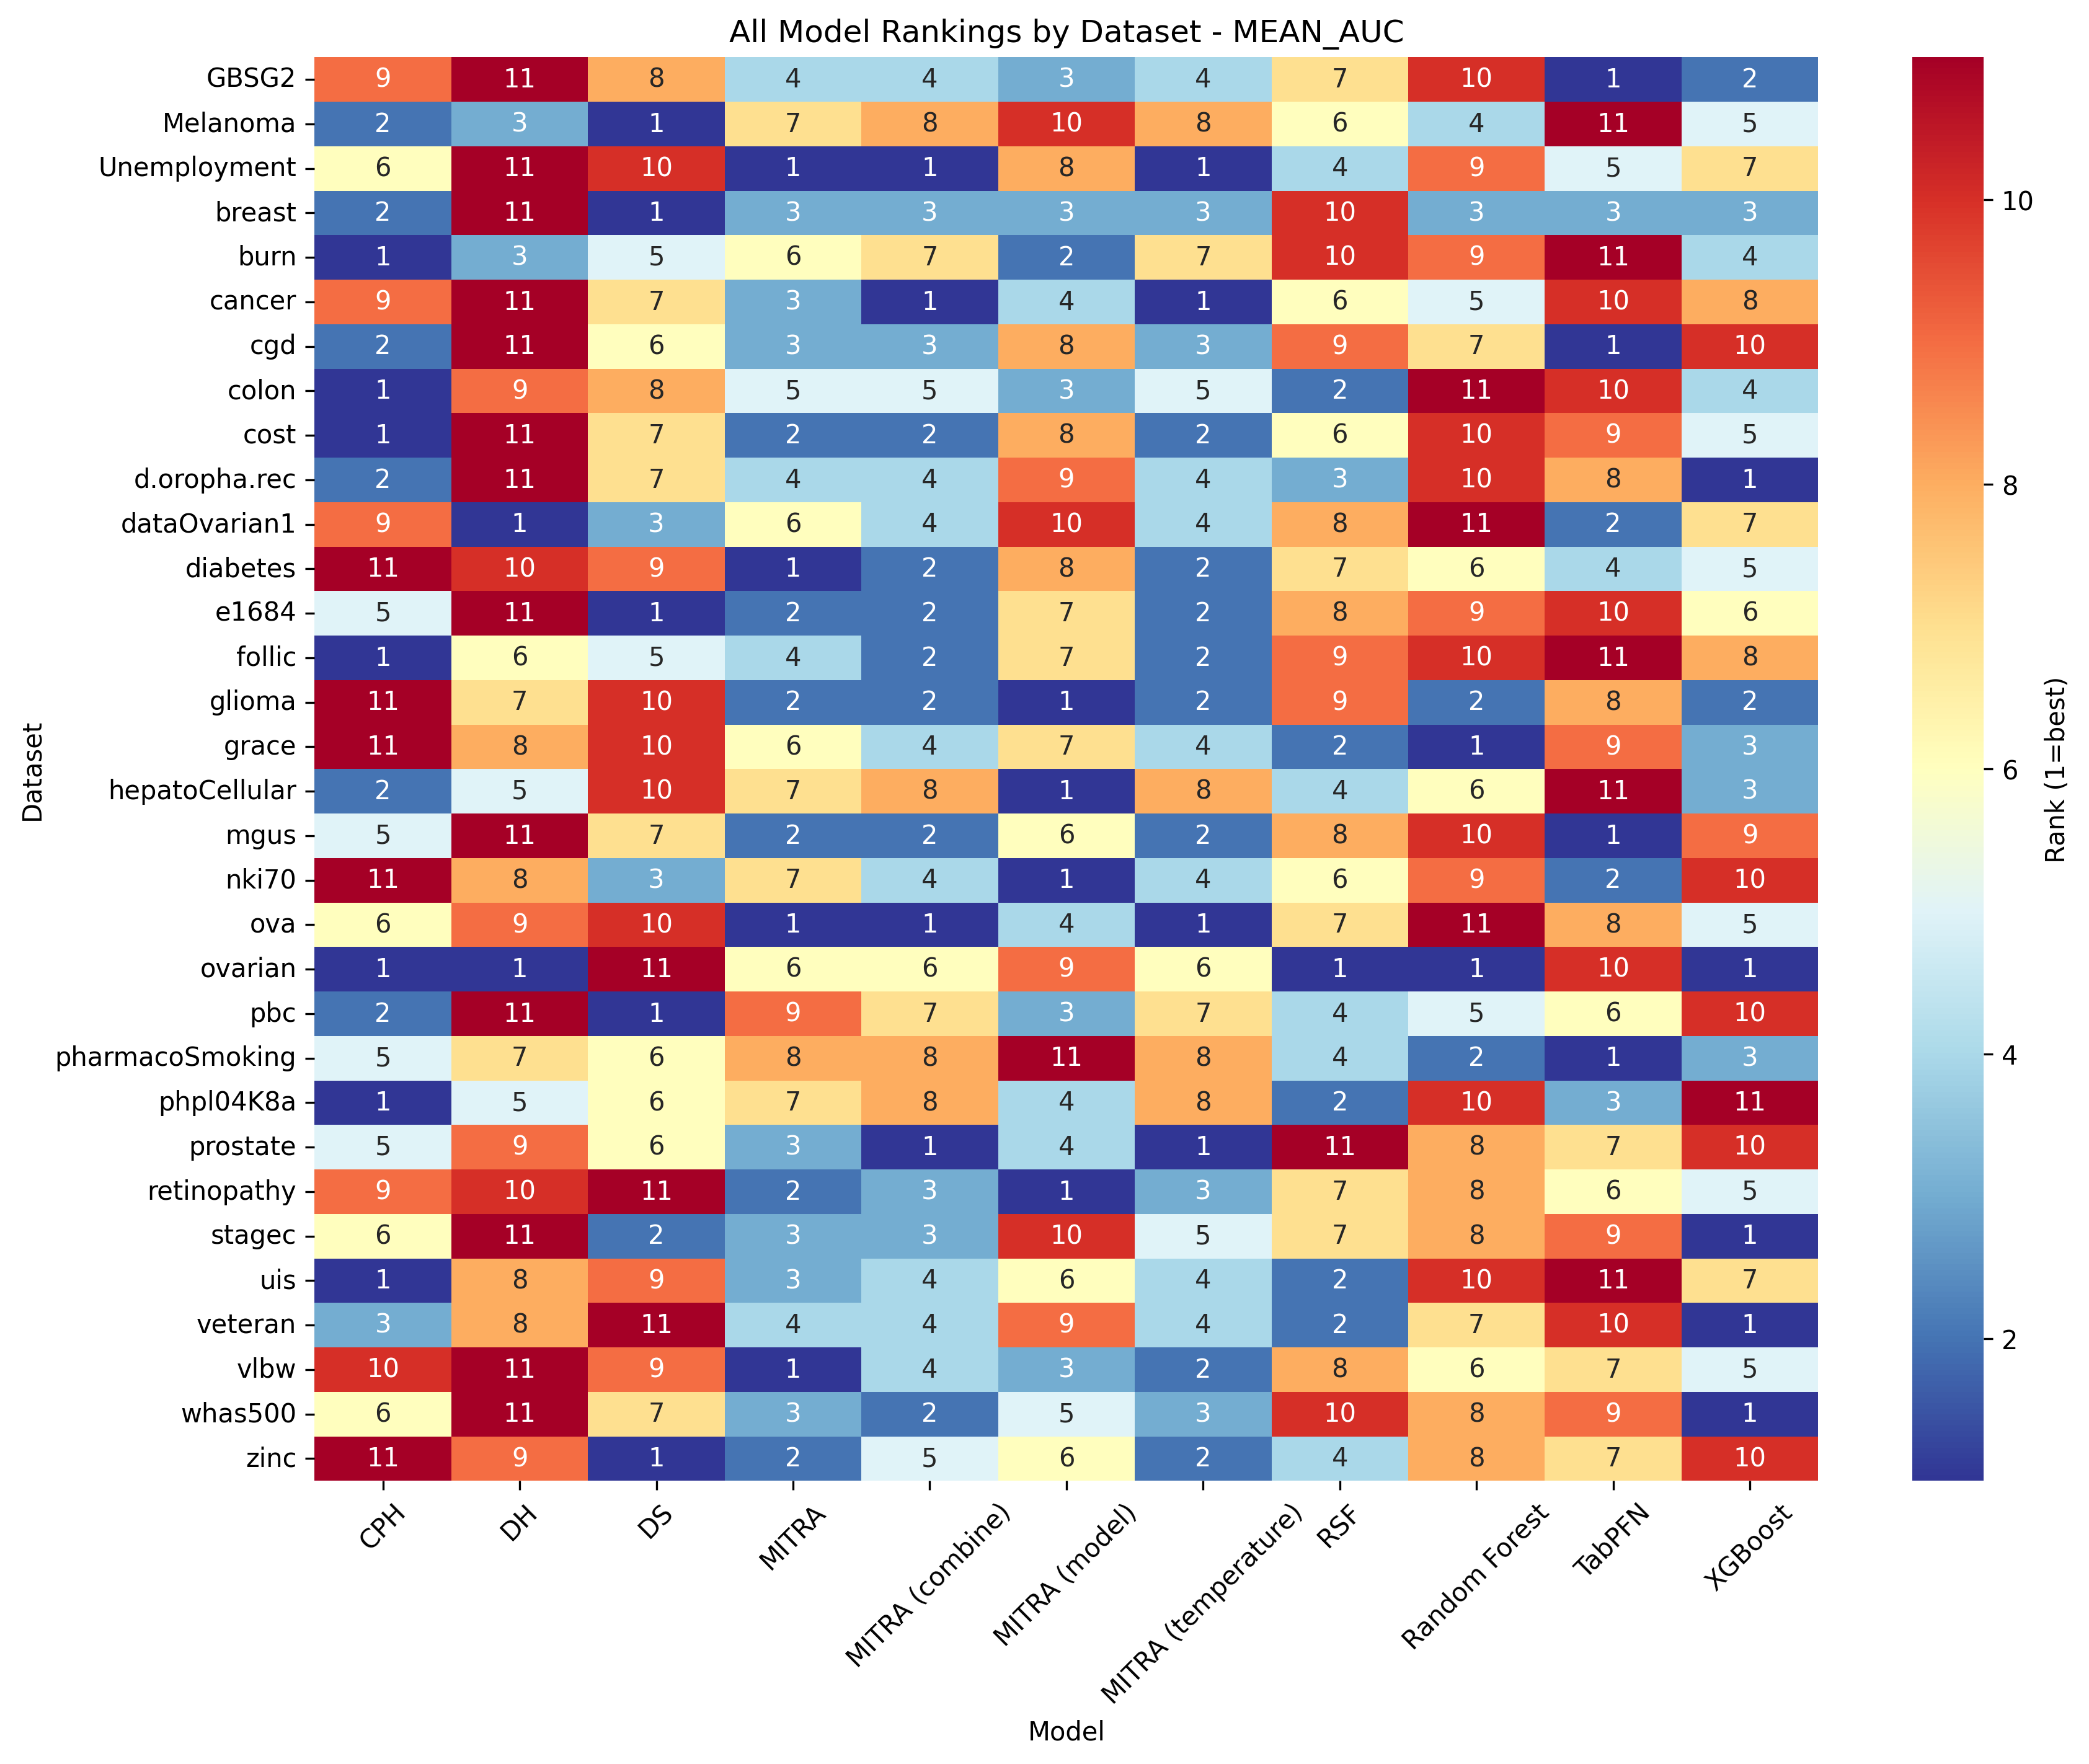 All Model Rankings by Dataset - MEAN_AUC
GBSG2 9 11 8 4 4 3 4 7 10 1 2
Melanoma 2 3 1 7 8 10 8 6 4 11 5
Unemployment 6 11 10 1 1 8 1 4 9 5 7
breast 2 11 1 3 3 3 3 10 3 3 3
burn 1 3 5 6 7 2 7 10 9 11 4
cancer 9 11 7 3 1 4 1 6 5 10 8
cgd 2 11 6 3 3 8 3 9 7 1 10
colon 1 9 8 5 5 3 5 2 11 10 4
cost 1 11 7 2 2 8 2 6 10 9 5
d.oropha.rec 2 11 7 4 4 9 4 3 10 8 1
dataOvarian1 9 1 3 6 4 10 4 8 11 2 7
diabetes 11 10 9 1 2 8 2 7 6 4 5
e1684 5 11 1 2 2 7 2 8 9 10 6
follic 1 6 5 4 2 7 2 9 10 11 8
glioma 11 7 10 2 2 1 2 9 2 8 2
grace 11 8 10 6 4 7 4 2 1 9 3
hepatoCellular 2 5 10 7 8 1 8 4 6 11 3
mgus 5 11 7 2 2 6 2 8 10 1 9
nki70 11 8 3 7 4 1 4 6 9 2 10
ova 6 9 10 1 1 4 1 7 11 8 5
ovarian 1 1 11 6 6 9 6 1 1 10 1
pbc 2 11 1 9 7 3 7 4 5 6 10
pharmacoSmoking 5 7 6 8 8 11 8 4 2 1 3
phpl04K8a 1 5 6 7 8 4 8 2 10 3 11
prostate 5 9 6 3 1 4 1 11 8 7 10
retinopathy 9 10 11 2 3 1 3 7 8 6 5
stagec 6 11 2 3 3 10 5 7 8 9 1
uis 1 8 9 3 4 6 4 2 10 11 7
veteran 3 8 11 4 4 9 4 2 7 10 1
vlbw 10 11 9 1 4 3 2 8 6 7 5
whas500 6 11 7 3 2 5 3 10 8 9 1
zinc 11 9 1 2 5 6 2 4 8 7 10
CPH DH DS MITRA MITRA (combine) MITRA (model) MITRA (temperature) RSF Random Forest TabPFN XGBoost
Model
Dataset
10
8
6
4
2
Rank (1=best)